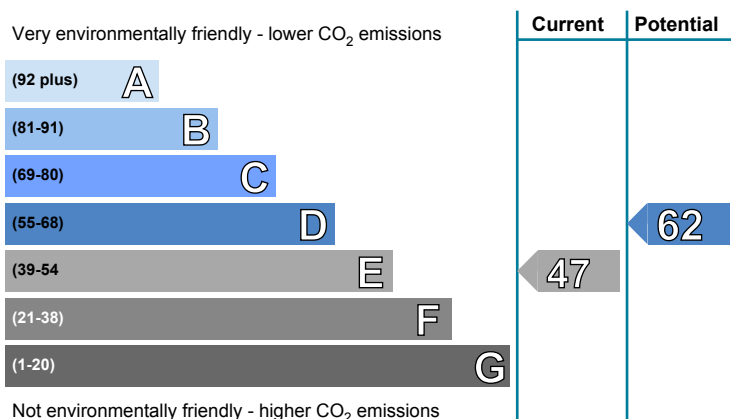 Current Potential
Very environmentally friendly - lower CO2 emissions
(92 plus) A
(81-91) B
(69-80) C
(55-68) D 62
(39-54 E 47
(21-38) F
(1-20) G
Not environmentally friendly - higher CO2 emissions